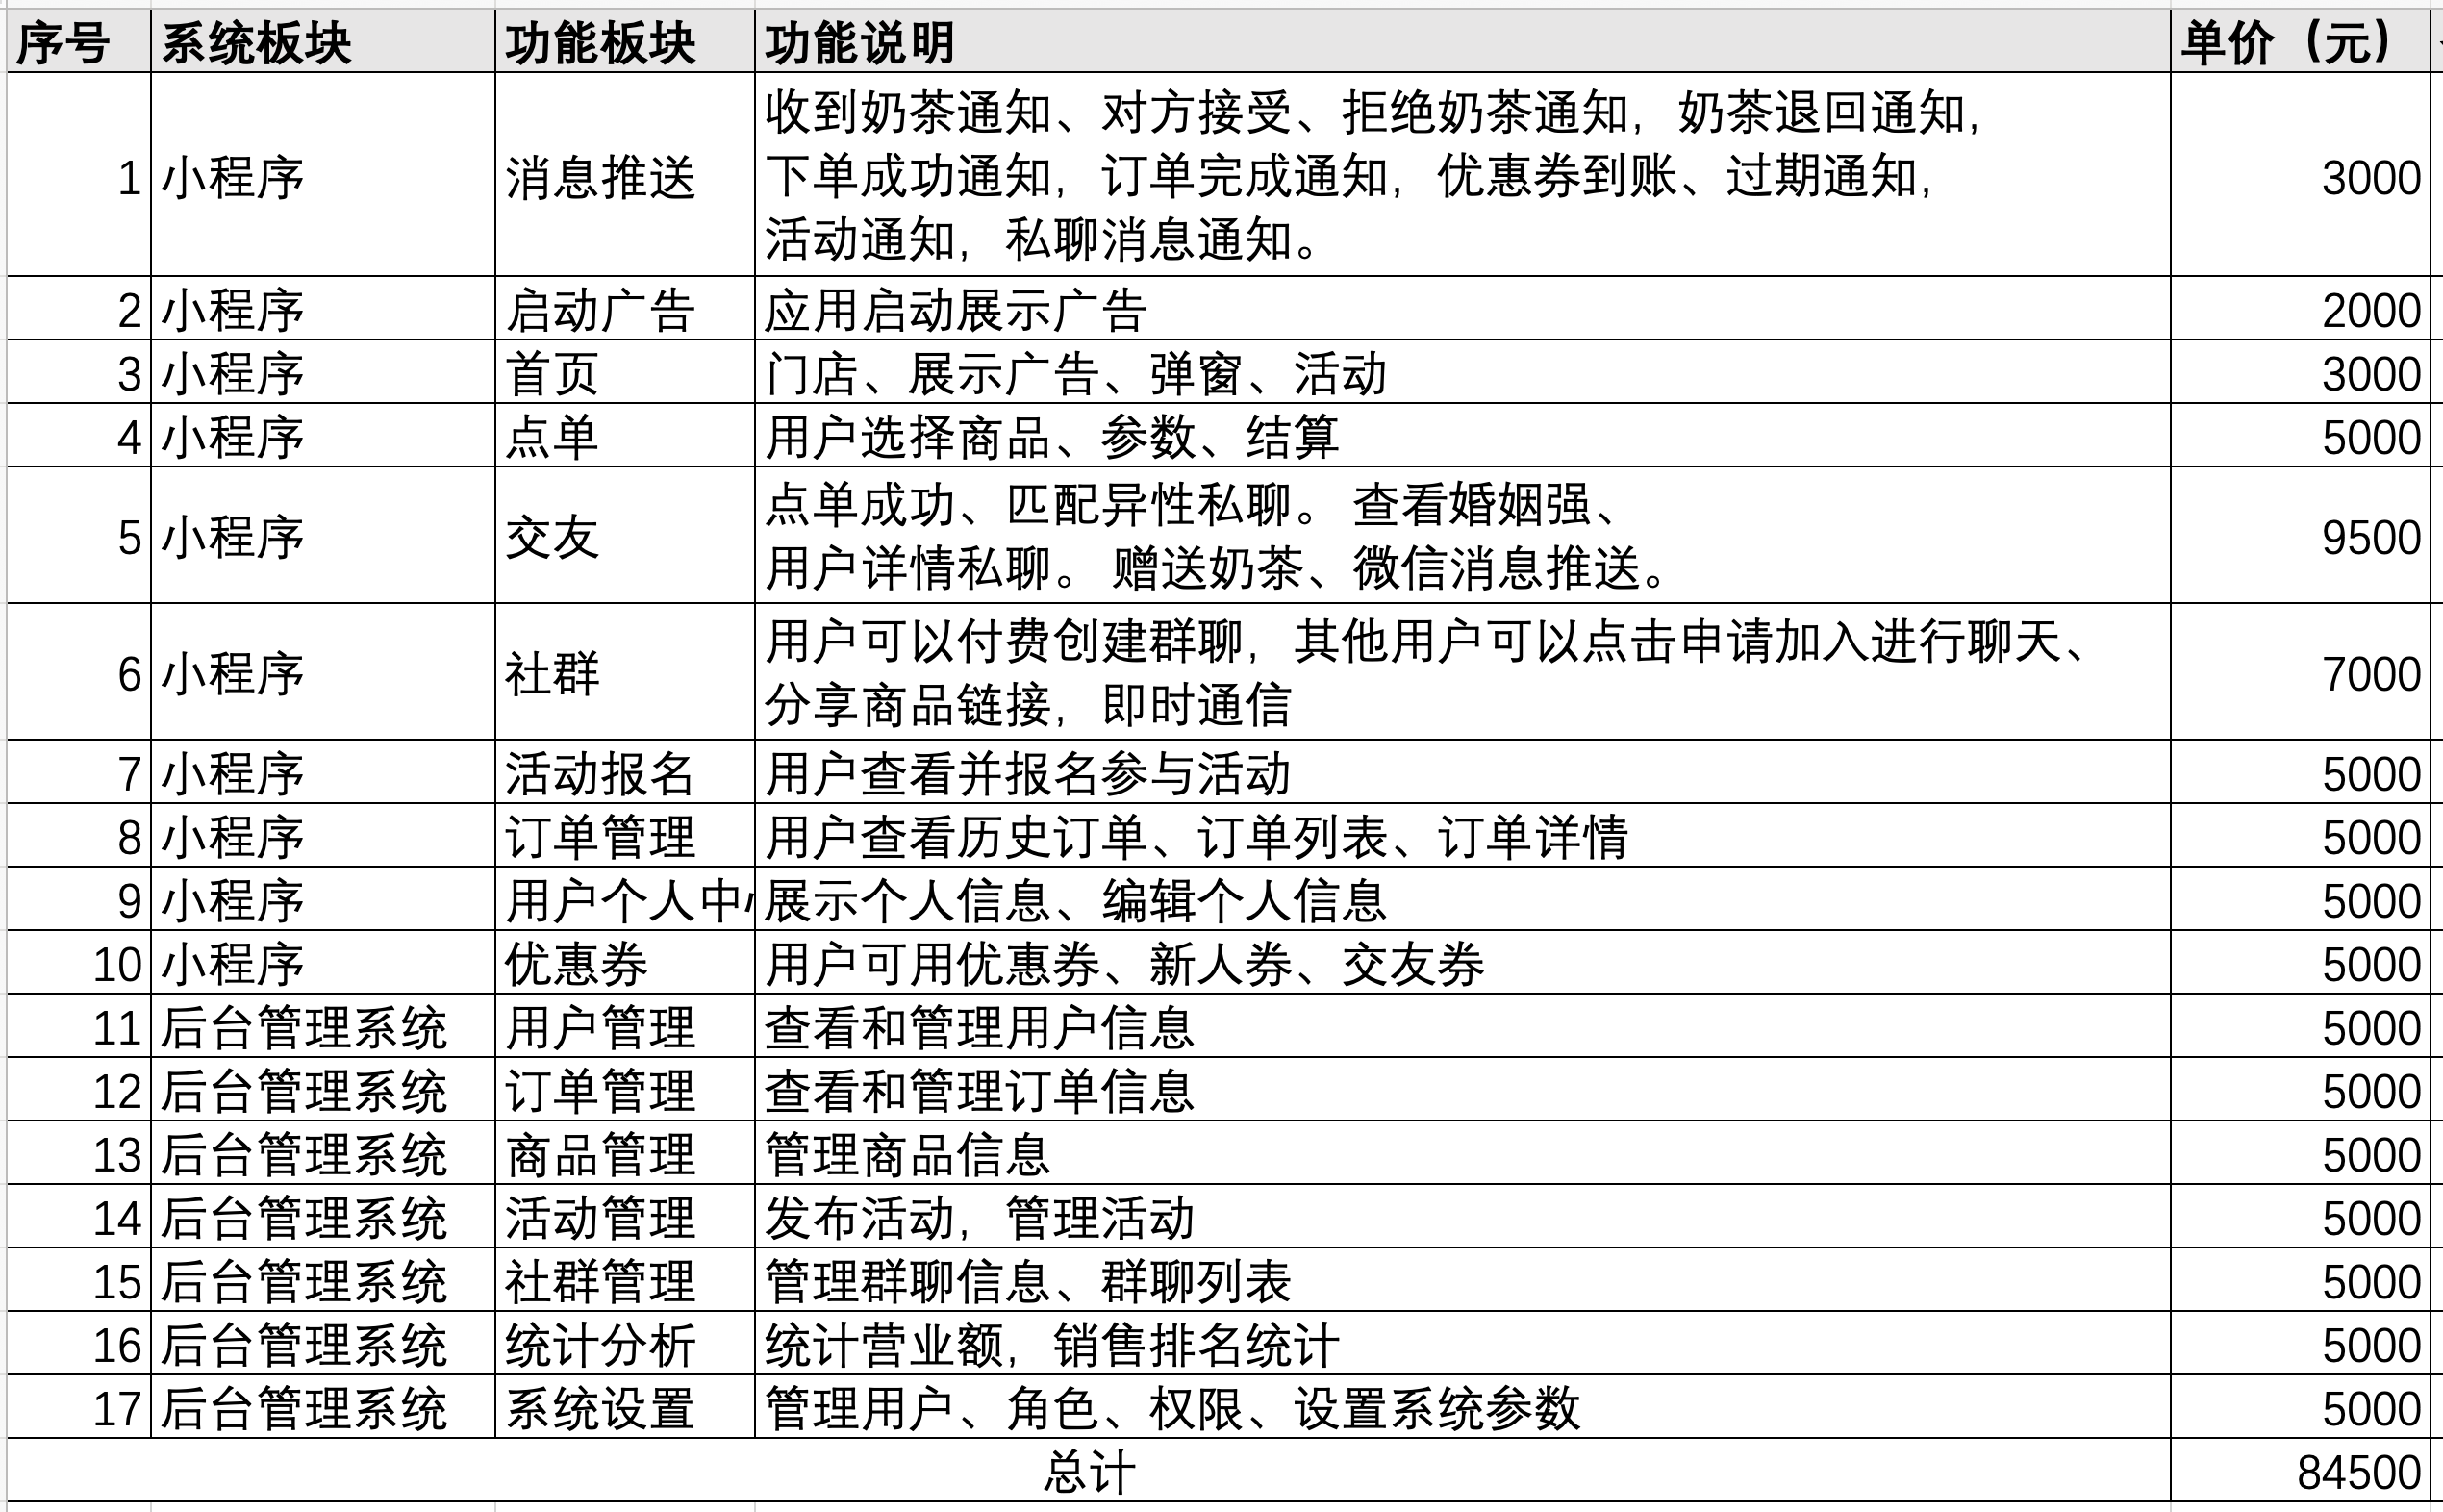 序号 系统板块 功能板块 功能说明 单价（元）
1 小程序 消息推送 收到奶茶通知、对方接受、拒绝奶茶通知，奶茶退回通知，
下单成功通知，订单完成通知，优惠券到账、过期通知，
活动通知，私聊消息通知。 3000
2 小程序 启动广告 应用启动展示广告 2000
3 小程序 首页 门店、展示广告、弹窗、活动 3000
4 小程序 点单 用户选择商品、参数、结算 5000
5 小程序 交友 点单成功、匹配异性私聊。 查看婚姻强、
用户详情私聊。 赠送奶茶、微信消息推送。 9500
6 小程序 社群 用户可以付费创建群聊，其他用户可以点击申请加入进行聊天、
分享商品链接，即时通信 7000
7 小程序 活动报名 用户查看并报名参与活动 5000
8 小程序 订单管理 用户查看历史订单、订单列表、订单详情 5000
9 小程序 用户个人中 展示个人信息、编辑个人信息 5000
10 小程序 优惠券 用户可用优惠券、新人券、交友券 5000
11 后台管理系统 用户管理 查看和管理用户信息 5000
12 后台管理系统 订单管理 查看和管理订单信息 5000
13 后台管理系统 商品管理 管理商品信息 5000
14 后台管理系统 活动管理 发布活动，管理活动 5000
15 后台管理系统 社群管理 管理群聊信息、群聊列表 5000
16 后台管理系统 统计分析 统计营业额，销售排名统计 5000
17 后台管理系统 系统设置 管理用户、角色、权限、设置系统参数 5000
总计 84500